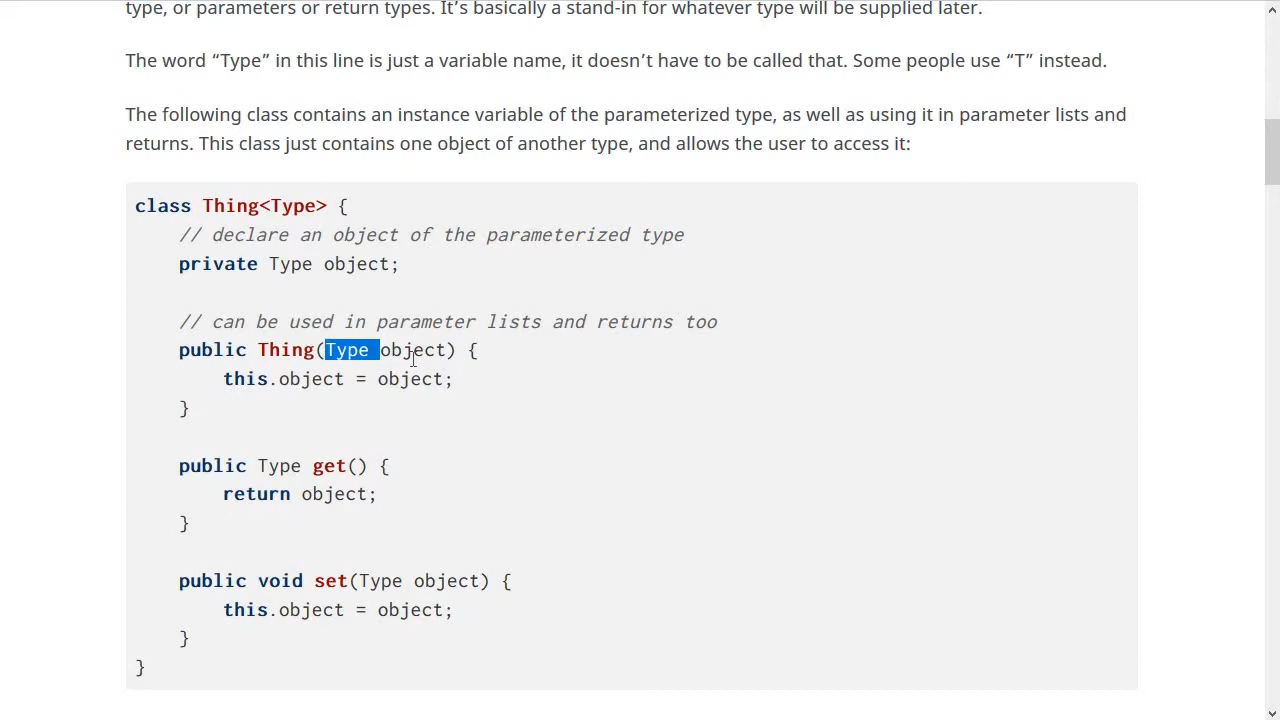 type, or parameters or return types. It’s basically a stand-in for whatever type will be supplied later.
The word “Type” in this line is just a variable name, it doesn’t have to be called that. Some people use “T” instead.
The following class contains an instance variable of the parameterized type, as well as using it in parameter lists and
returns. This class just contains one object of another type, and allows the user to access it:
class Thing<Type> {
    // declare an object of the parameterized type
    private Type object;
    // can be used in parameter lists and returns too
    public Thing(Type object) {
        this.object = object;
    }
    public Type get() {
        return object;
    }
    public void set(Type object) {
        this.object = object;
    }
}